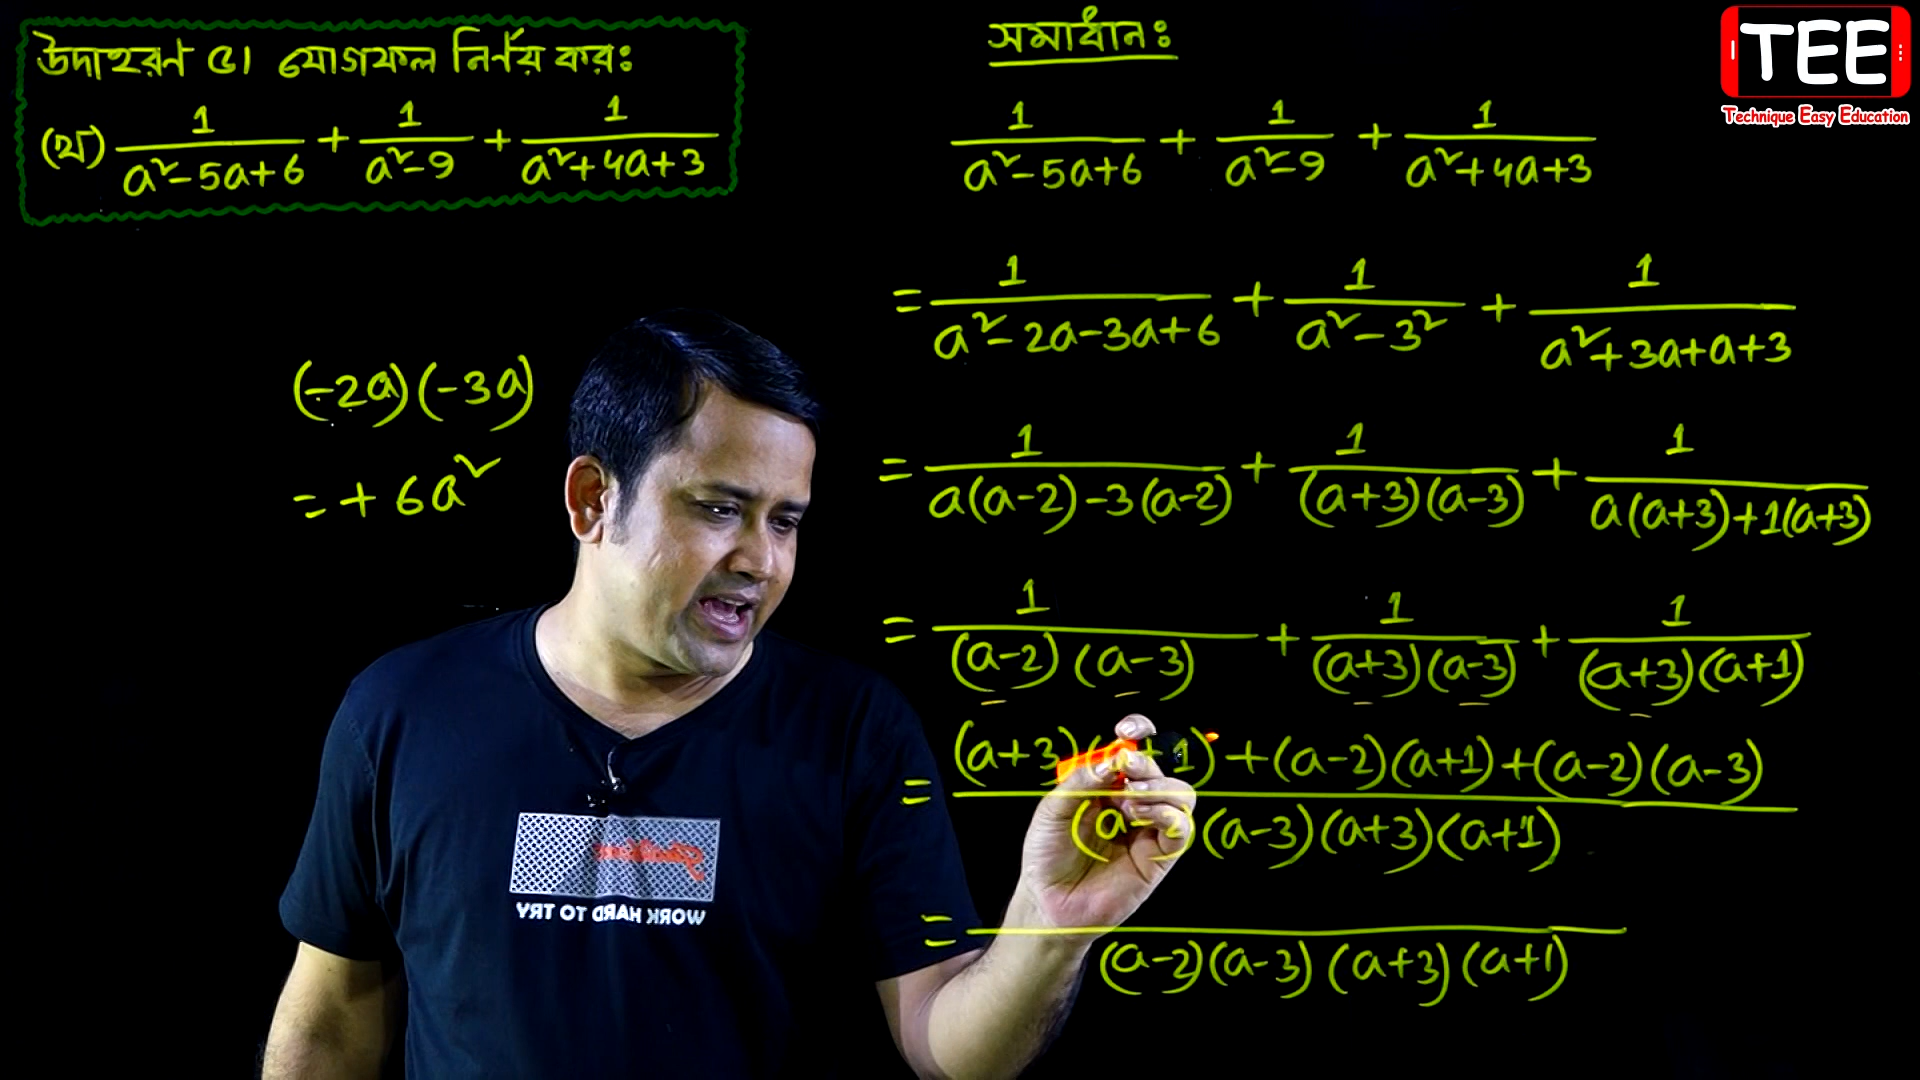 উদাহরণ ৫। যোগফল নির্ণয় করঃ
(খ) 1/(a²-5a+6) + 1/(a²-9) + 1/(a²+4a+3)
(-2a)(-3a)
= +6a²
সমাধানঃ
1/(a²-5a+6) + 1/(a²-9) + 1/(a²+4a+3)
= 1/(a²-2a-3a+6) + 1/(a²-3²) + 1/(a²+3a+a+3)
= 1/(a(a-2)-3(a-2)) + 1/((a+3)(a-3)) + 1/(a(a+3)+1(a+3))
= 1/((a-2)(a-3)) + 1/((a+3)(a-3)) + 1/((a+3)(a+1))
= ((a+3)(a+1)+(a-2)(a+1)+(a-2)(a-3))/((a-2)(a-3)(a+3)(a+1))
= /((a-2)(a-3)(a+3)(a+1))
TEE
Technique Easy Education
WORK HARD TO TRY